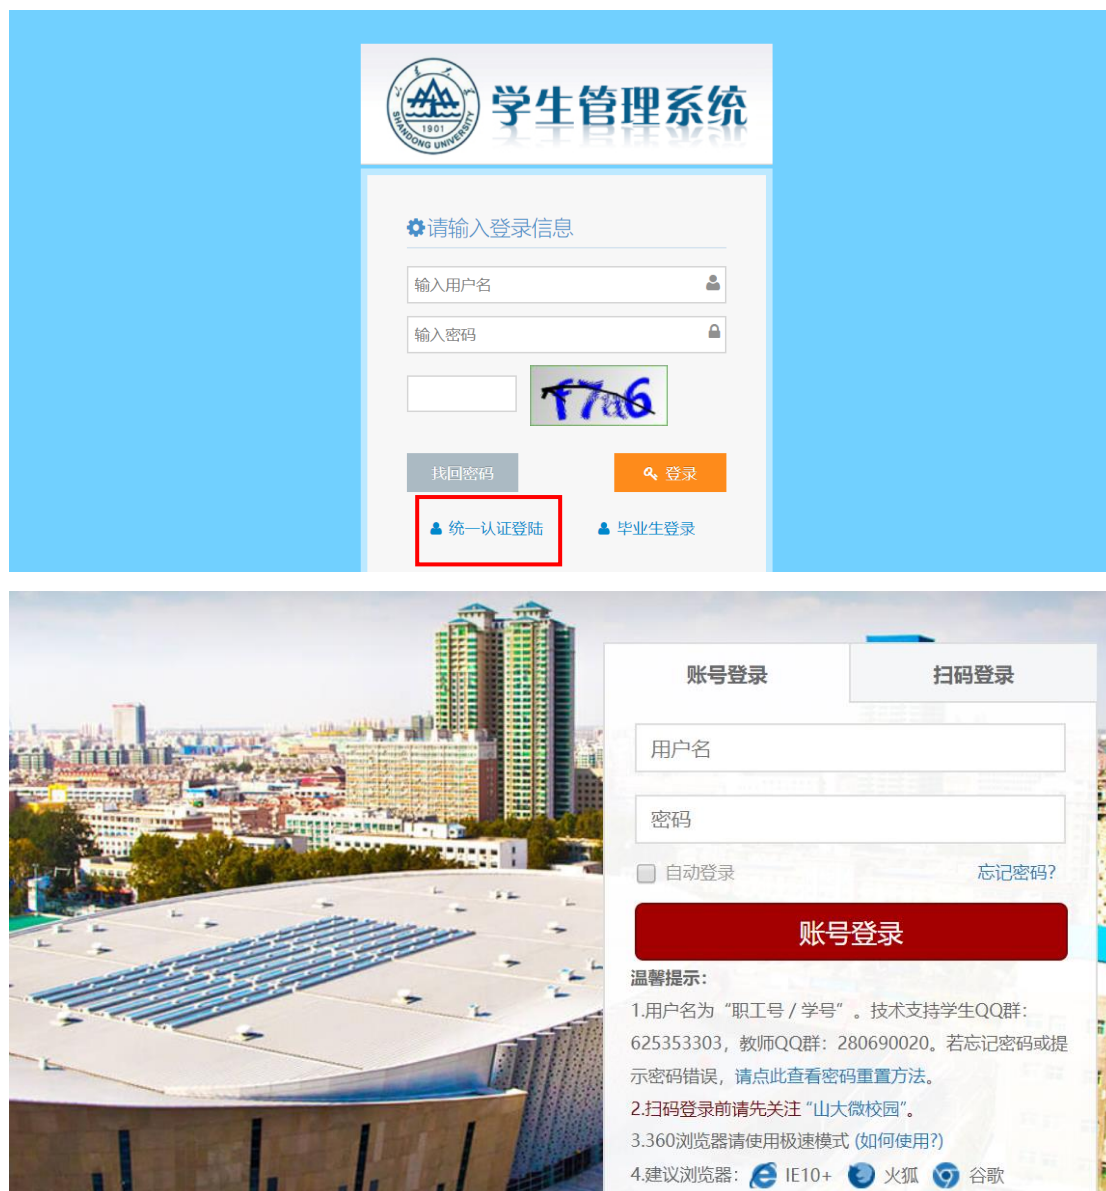 山东大学
1901
SHANDONG UNIVERSITY
学生管理系统
请输入登录信息
输入用户名
输入密码
f7a6
找回密码
登录
统一认证登陆
毕业生登录
账号登录
扫码登录
用户名
密码
自动登录
忘记密码?
账号登录
温馨提示:
1.用户名为“职工号 / 学号” 。技术支持学生QQ群:
625353303，教师QQ群：280690020。若忘记密码或提
示密码错误，请点此查看密码重置方法。
2.扫码登录前请先关注 “山大微校园”。
3.360浏览器请使用极速模式 (如何使用?)
4.建议浏览器: IE10+ 火狐 谷歌